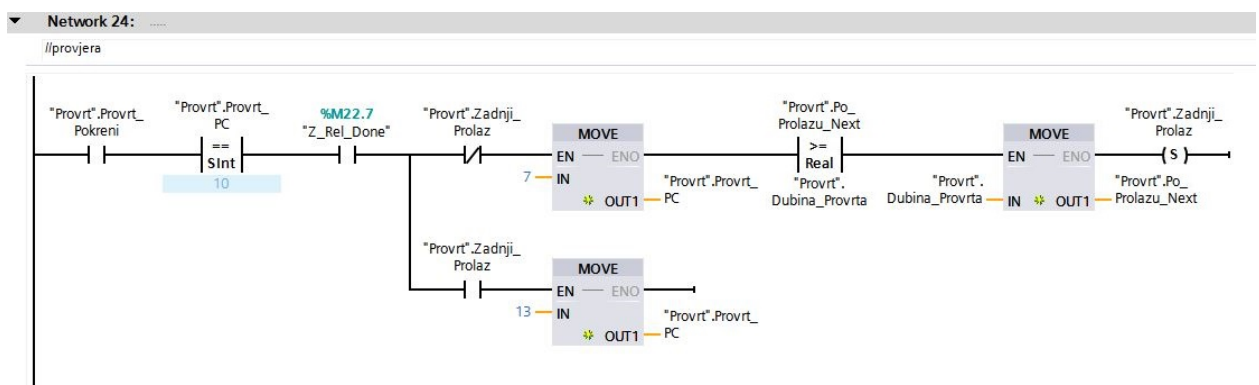 Network 24: .....
//provjera
"Provrt".Provrt_
Pokreni
"Provrt".Provrt_
PC
==
SInt
10
%M22.7
"Z_Rel_Done"
"Provrt".Zadnji_
Prolaz
MOVE
EN ENO
7 IN
OUT1
"Provrt".Provrt_
PC
"Provrt".Po_
Prolazu_Next
>=
Real
"Provrt".
Dubina_Provrta
MOVE
EN ENO
"Provrt".
Dubina_Provrta
IN OUT1
"Provrt".Po_
Prolazu_Next
"Provrt".Zadnji_
Prolaz
S
"Provrt".Zadnji_
Prolaz
MOVE
EN ENO
13 IN
OUT1
"Provrt".Provrt_
PC